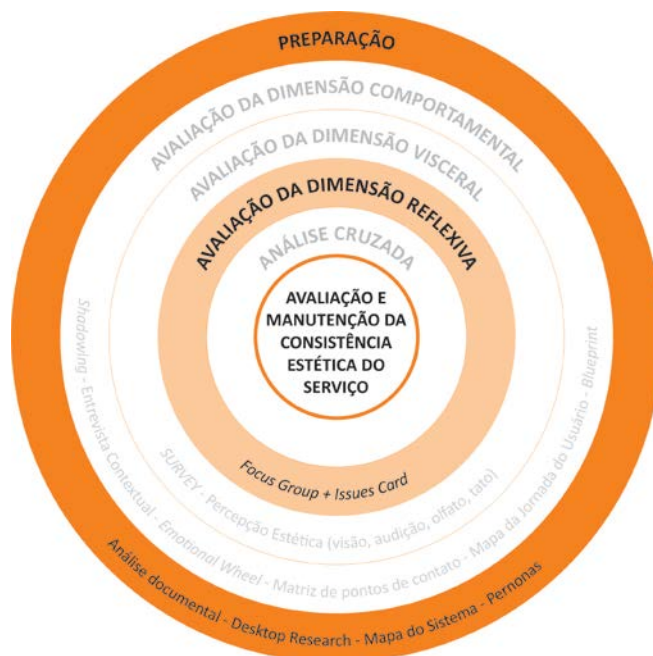 PREPARAÇÃO
AVALIAÇÃO DA DIMENSÃO COMPORTAMENTAL
AVALIAÇÃO DA DIMENSÃO VISCERAL
AVALIAÇÃO DA DIMENSÃO REFLEXIVA
ANÁLISE CRUZADA
AVALIAÇÃO E
MANUTENÇÃO DA
CONSISTÊNCIA
ESTÉTICA DO
SERVIÇO
Focus Group + Issues Card
SURVEY - Percepção Estética (visão, audição, olfato, tato)
Shadowing - Entrevista Contextual - Emotional Wheel - Matriz de pontos de contato - Mapa da Jornada do Usuário - Blueprint
Análise documental - Desktop Research - Mapa do Sistema - Pernonas